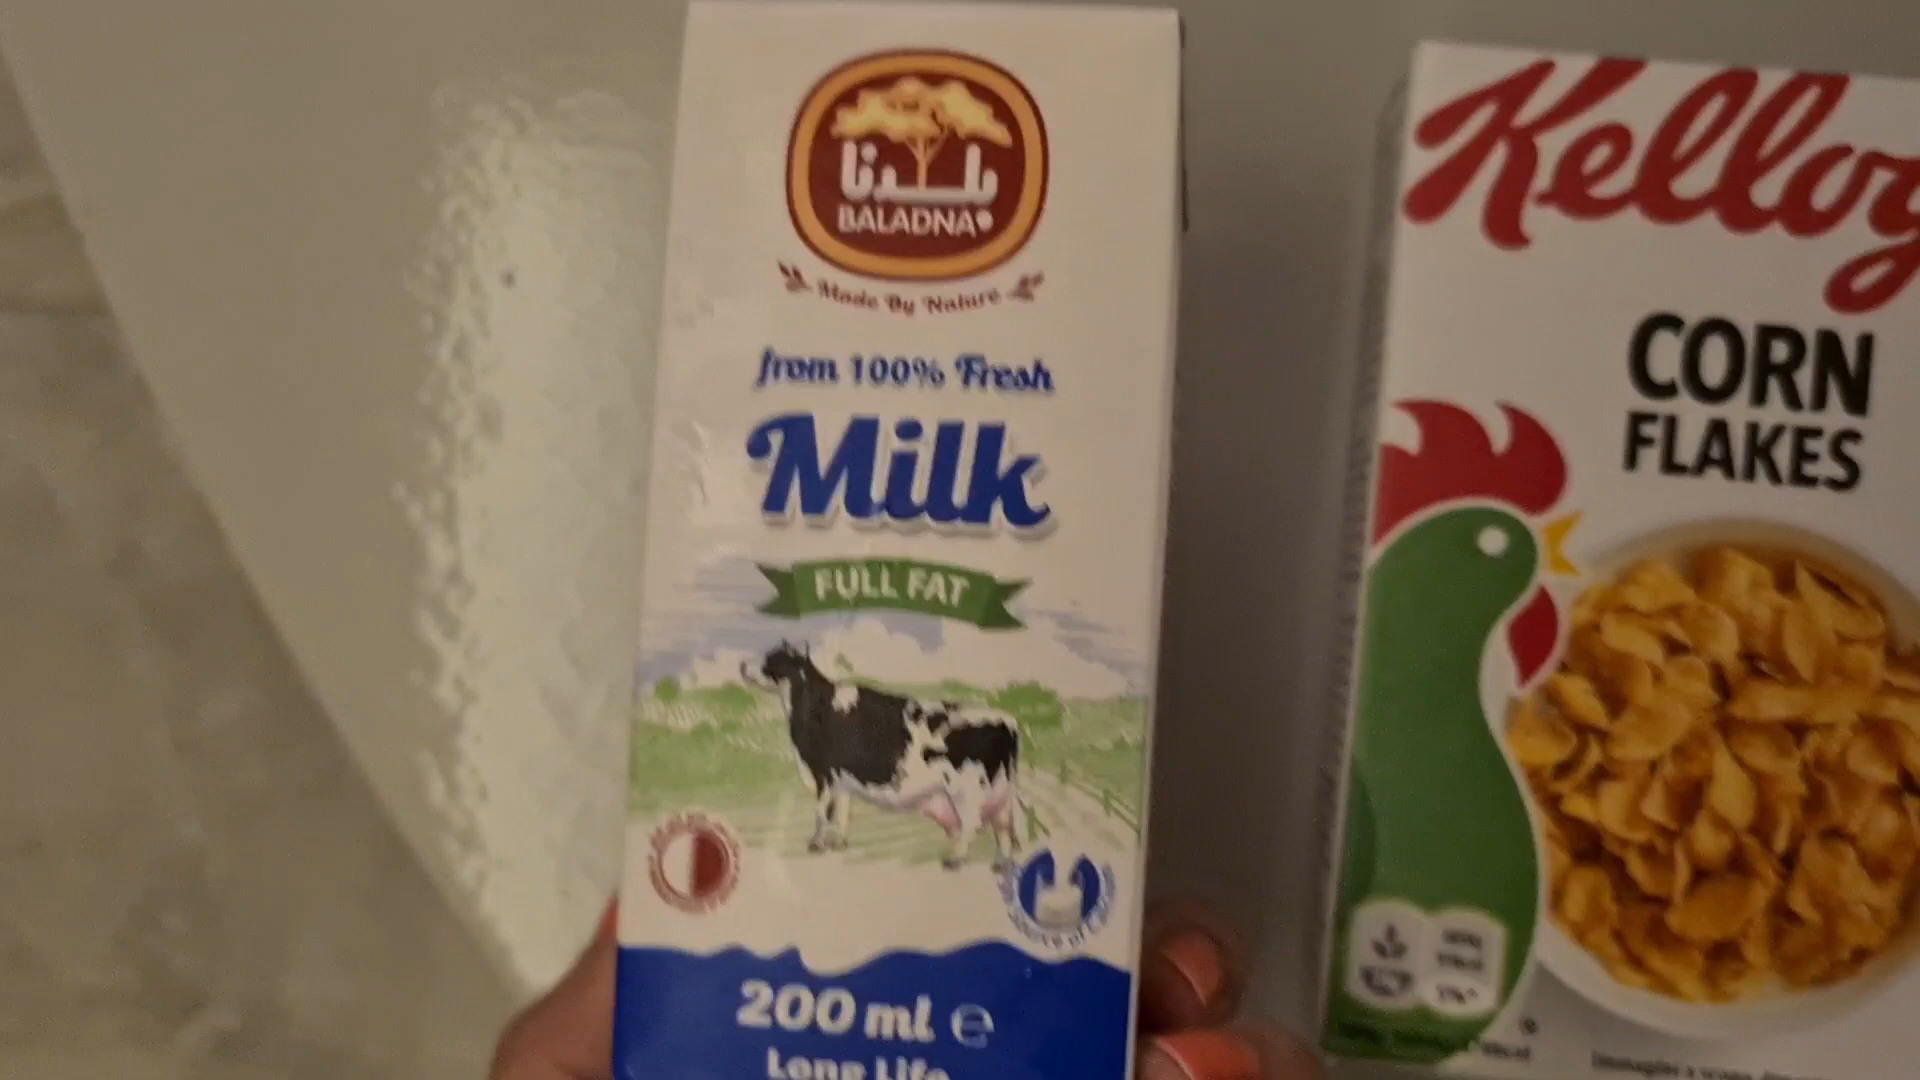 بلدنا
BALADNA
Made By Nature
from 100% Fresh
Milk
FULL FAT
200 ml e
Long Life
Kellog
CORN
FLAKES